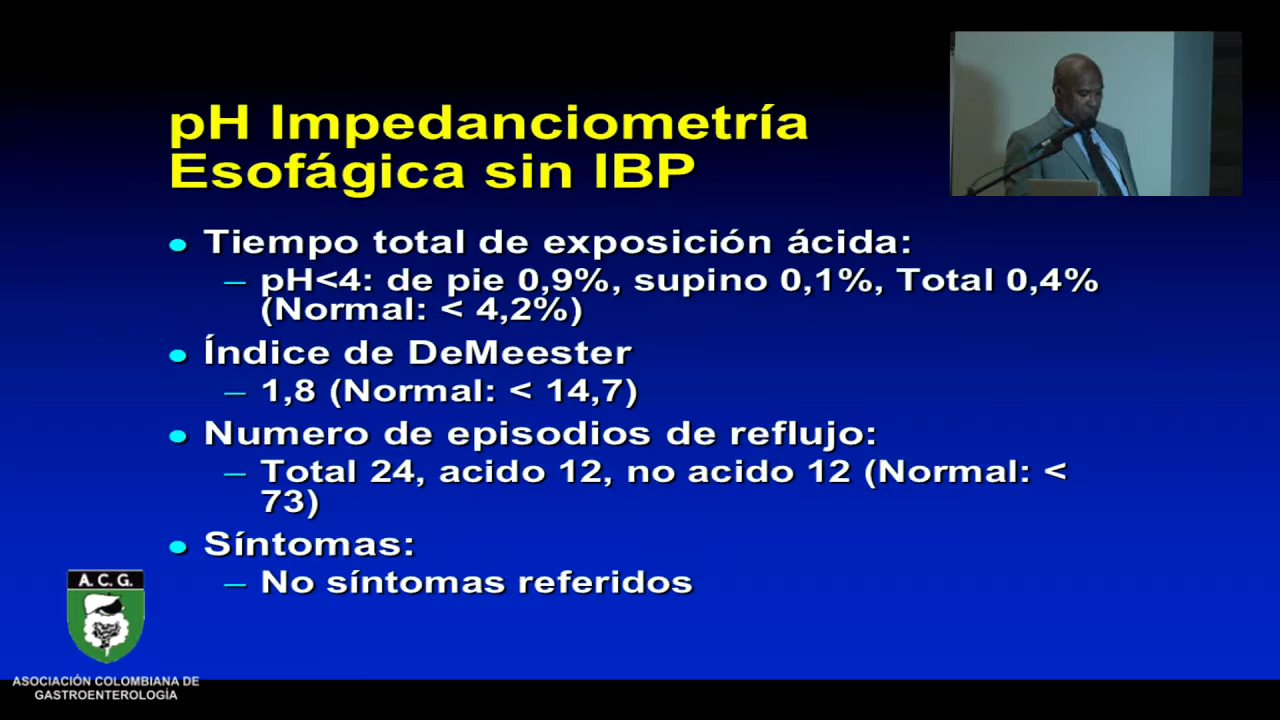 pH Impedanciometría
Esofágica sin IBP
Tiempo total de exposición ácida:
– pH<4: de pie 0,9%, supino 0,1%, Total 0,4%
(Normal: < 4,2%)
Índice de DeMeester
– 1,8 (Normal: < 14,7)
Numero de episodios de reflujo:
– Total 24, acido 12, no acido 12 (Normal: <
73)
Síntomas:
– No síntomas referidos
A.C.G.
ASOCIACIÓN COLOMBIANA DE
GASTROENTEROLOGÍA